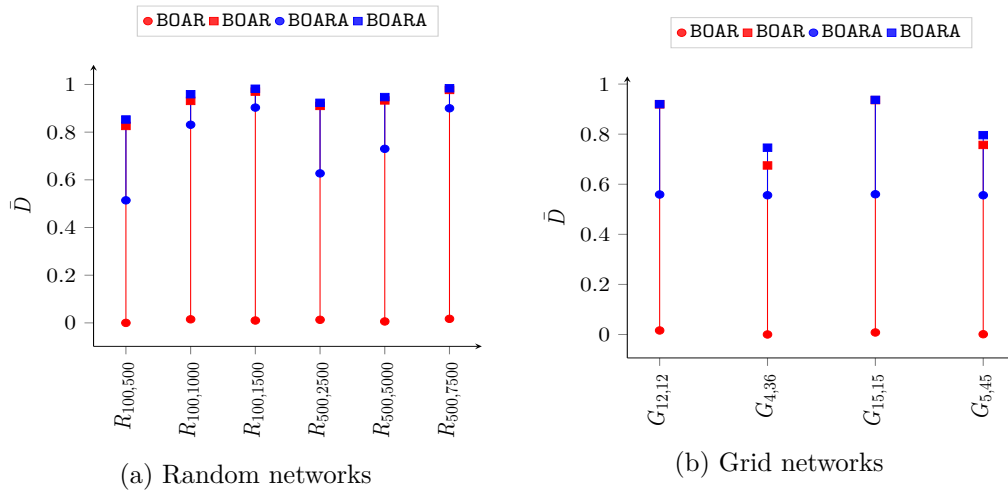 BOAR BOAR BOARA BOARA
1
0.8
0.6
0.4
0.2
0
D̄
R100,500
R100,1000
R100,1500
R500,2500
R500,5000
R500,7500
(a) Random networks
BOAR BOAR BOARA BOARA
1
0.8
0.6
0.4
0.2
0
D̄
G12,12
G4,36
G15,15
G5,45
(b) Grid networks